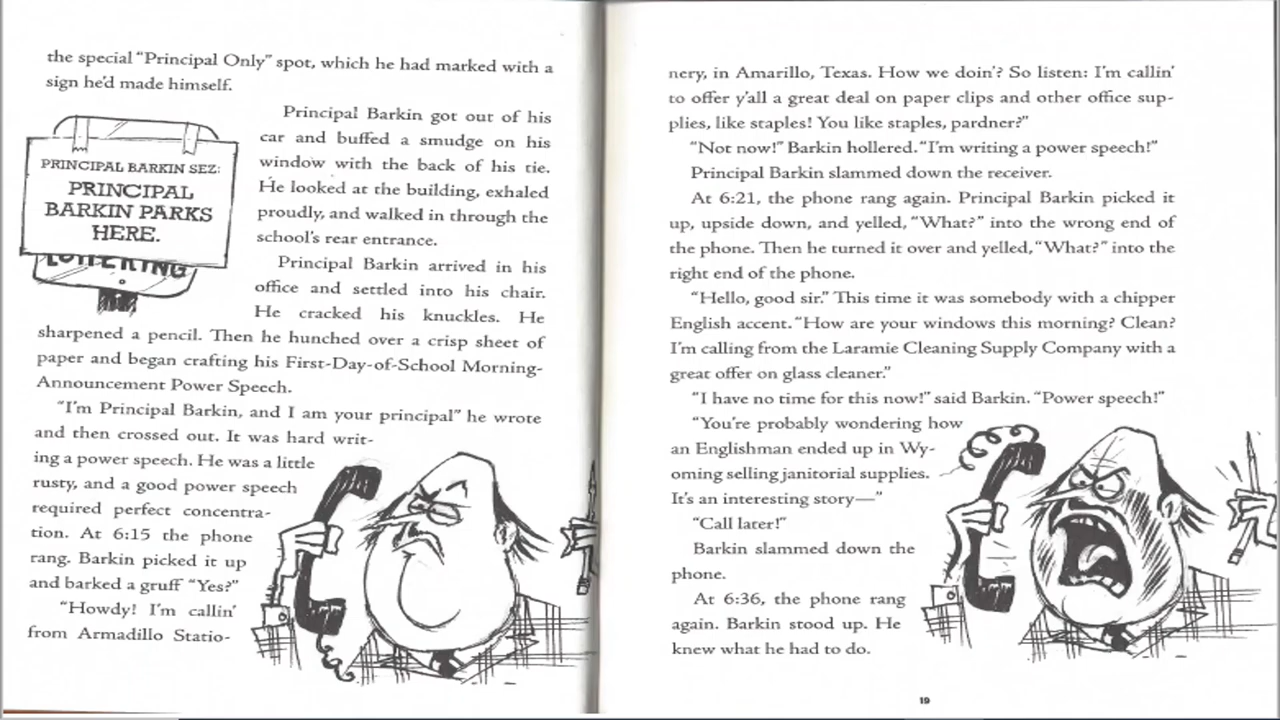 the special “Principal Only” spot, which he had marked with a
sign he’d made himself.
PRINCIPAL BARKIN SEZ:
PRINCIPAL
BARKIN PARKS
HERE.
Principal Barkin got out of his
car and buffed a smudge on his
window with the back of his tie.
He looked at the building, exhaled
proudly, and walked in through the
school’s rear entrance.
Principal Barkin arrived in his
office and settled into his chair.
He cracked his knuckles. He
sharpened a pencil. Then he hunched over a crisp sheet of
paper and began crafting his First-Day-of-School Morning-
Announcement Power Speech.
“I’m Principal Barkin, and I am your principal” he wrote
and then crossed out. It was hard writ-
ing a power speech. He was a little
rusty, and a good power speech
required perfect concentra-
tion. At 6:15 the phone
rang. Barkin picked it up
and barked a gruff “Yes?”
“Howdy! I’m callin’
from Armadillo Statio-
nery, in Amarillo, Texas. How we doin’? So listen: I’m callin’
to offer y’all a great deal on paper clips and other office sup-
plies, like staples! You like staples, pardner?”
“Not now!” Barkin hollered. “I’m writing a power speech!”
Principal Barkin slammed down the receiver.
At 6:21, the phone rang again. Principal Barkin picked it
up, upside down, and yelled, “What?” into the wrong end of
the phone. Then he turned it over and yelled, “What?” into the
right end of the phone.
“Hello, good sir.” This time it was somebody with a chipper
English accent. “How are your windows this morning? Clean?
I’m calling from the Laramie Cleaning Supply Company with a
great offer on glass cleaner.”
“I have no time for this now!” said Barkin. “Power speech!”
“You’re probably wondering how
an Englishman ended up in Wy-
oming selling janitorial supplies.
It’s an interesting story—”
“Call later!”
Barkin slammed down the
phone.
At 6:36, the phone rang
again. Barkin stood up. He
knew what he had to do.
19